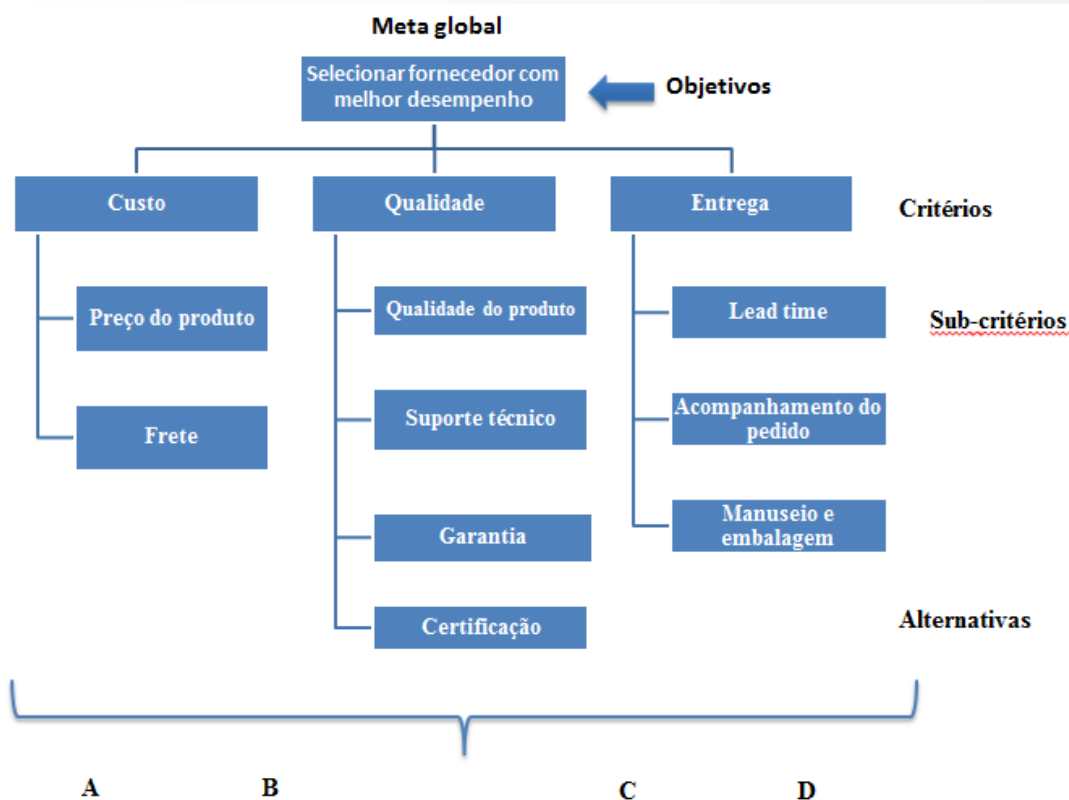 Meta global
Selecionar fornecedor com
melhor desempenho
Objetivos
Custo
Qualidade
Entrega
Critérios
Preço do produto
Qualidade do produto
Lead time
Sub-critérios
Frete
Suporte técnico
Acompanhamento do
pedido
Garantia
Manuseio e
embalagem
Certificação
Alternativas
A
B
C
D